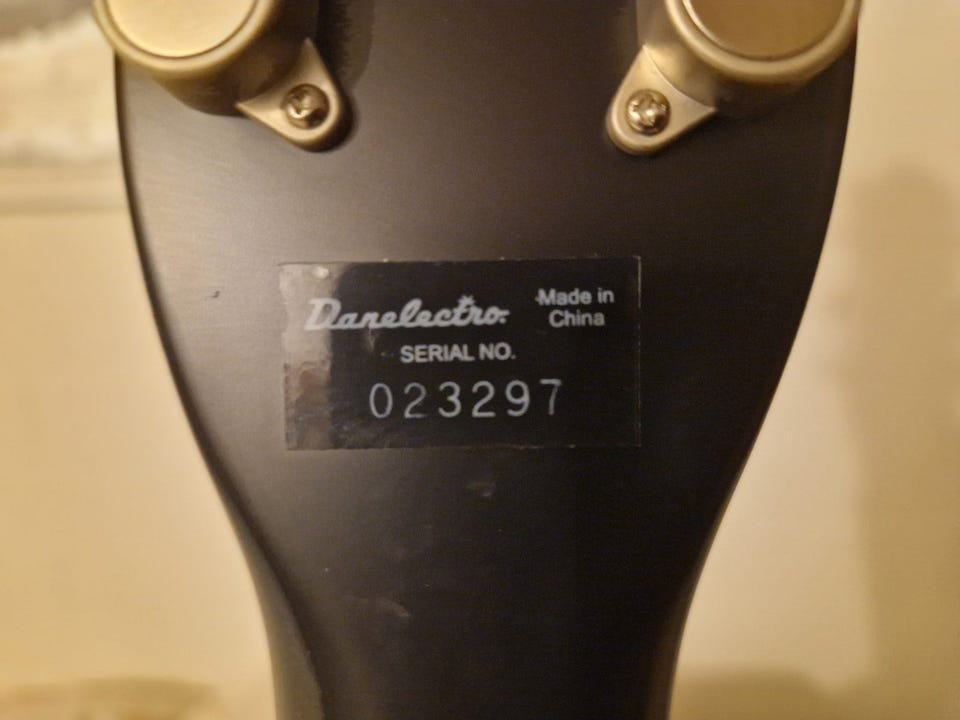 Danelectro.
Made in
China
SERIAL NO.
023297